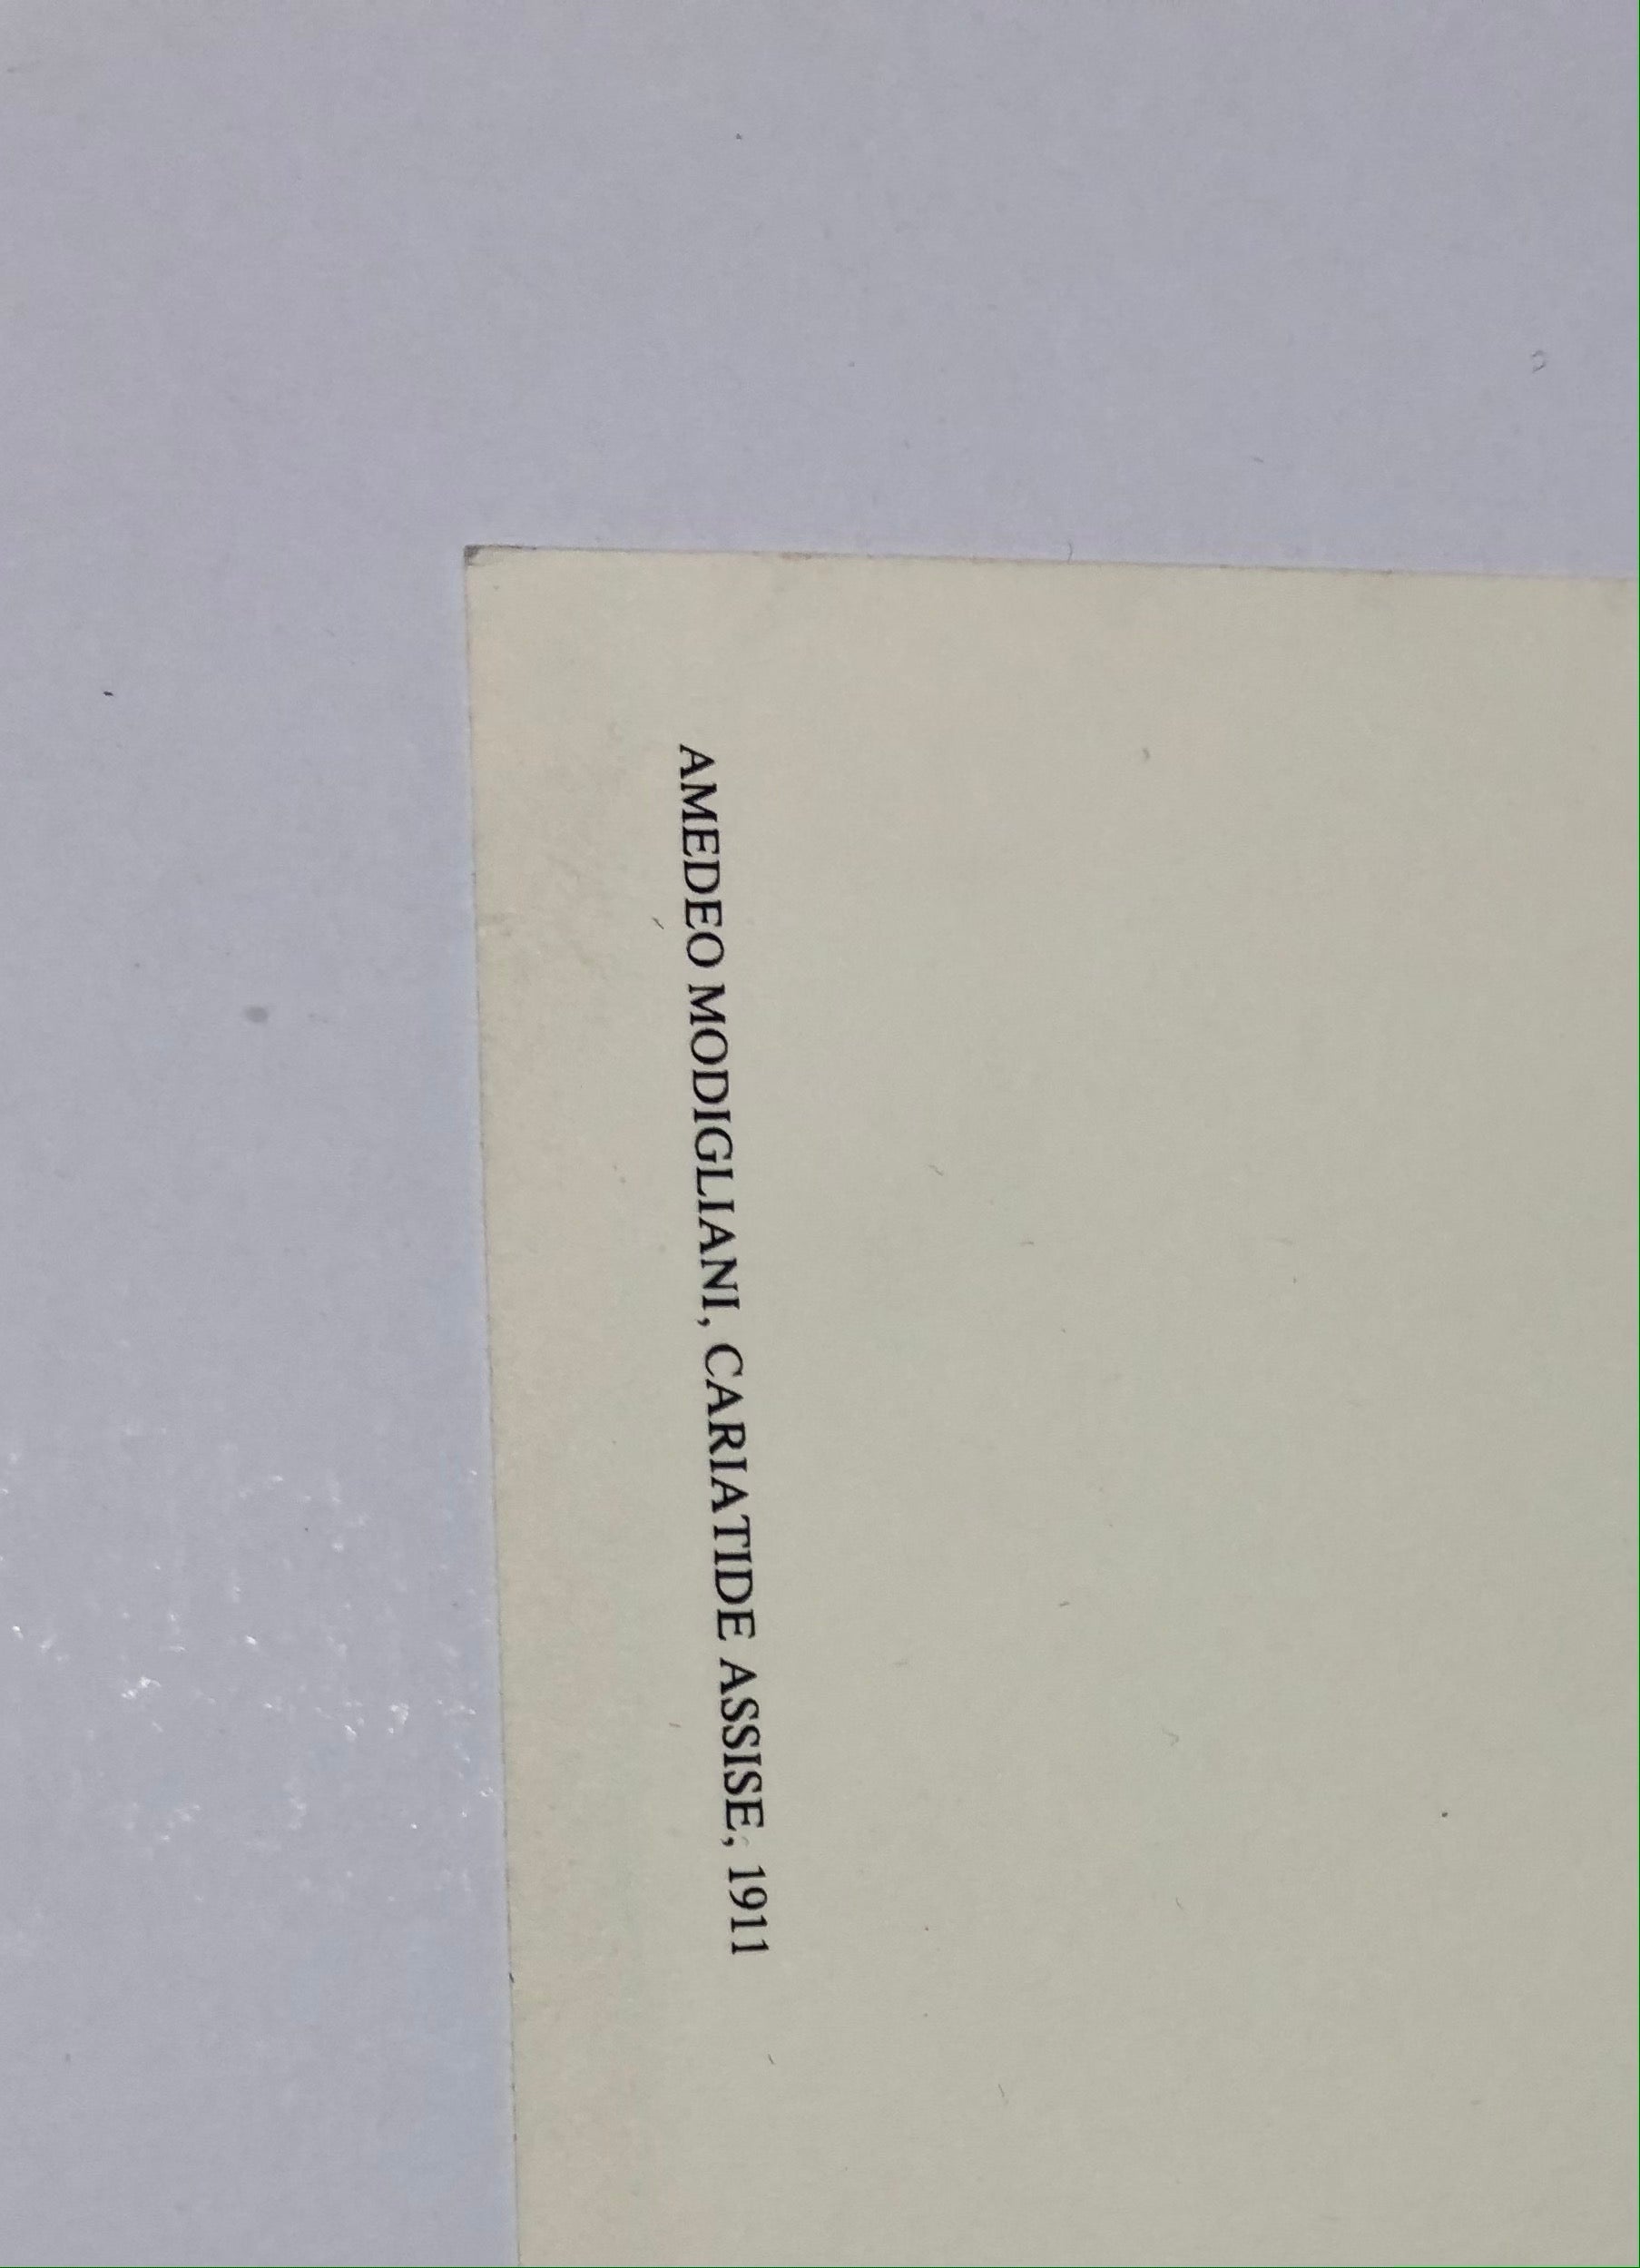 AMEDEO MODIGLIANI, CARIATIDE ASSISE, 1911